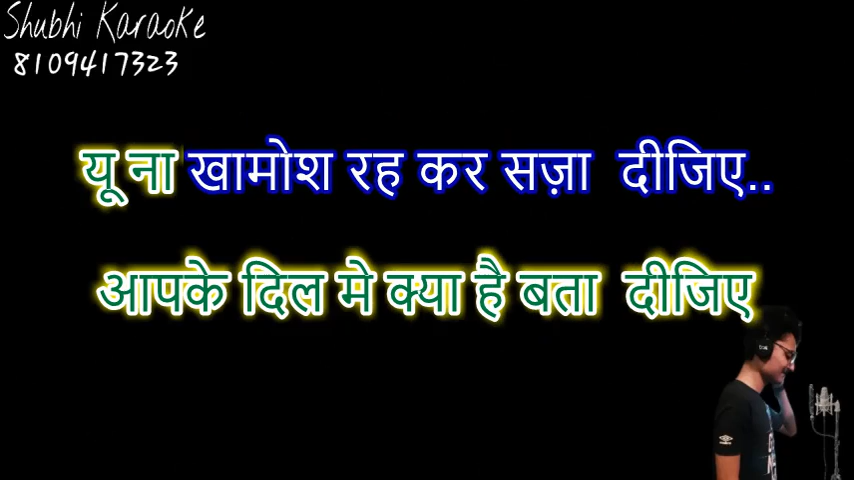 Shubhi Karaoke
8109417323
यू ना खामोश रह कर सज़ा दीजिए..
आपके दिल मे क्या है बता दीजिए